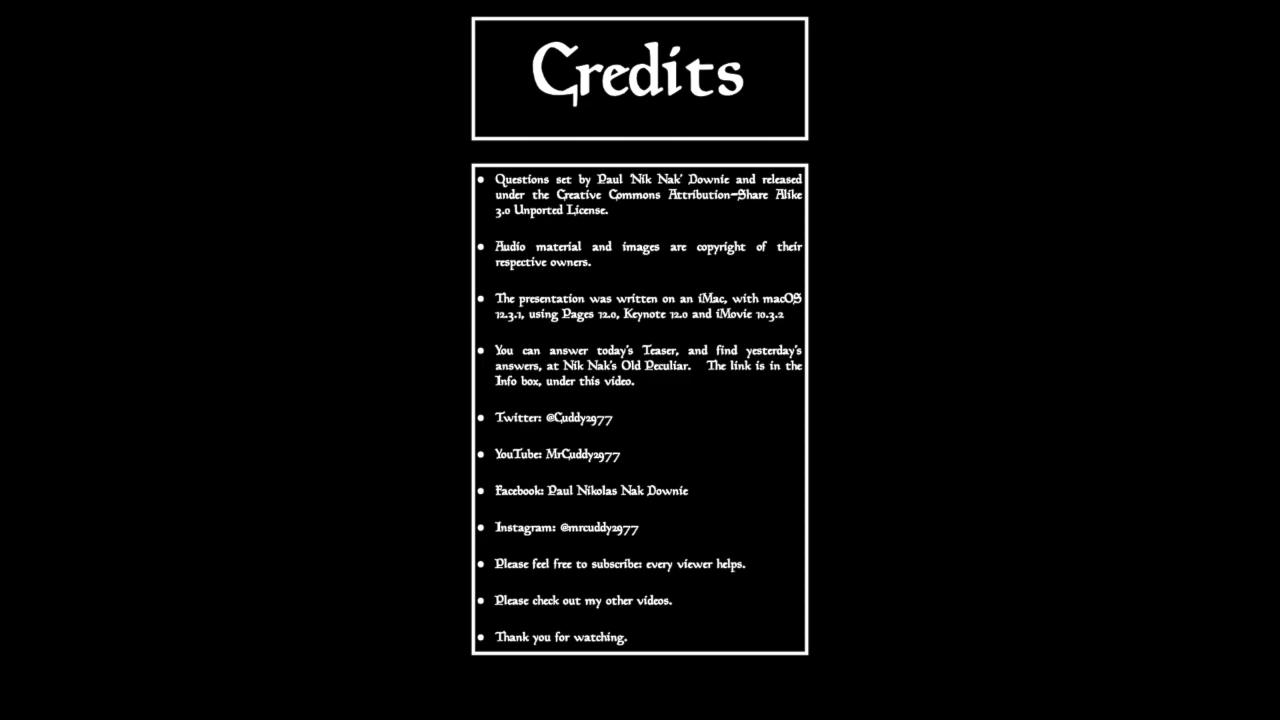 Credits
• Questions set by Paul 'Nik Nak' Downie and released
under the Creative Commons Attribution-Share Alike
3.0 Unported License.
• Audio material and images are copyright of their
respective owners.
• The presentation was written on an iMac, with macOS
12.3.1, using Pages 12.0, Keynote 12.0 and iMovie 10.3.2
• You can answer today's Teaser, and find yesterday's
answers, at Nik Nak's Old Peculiar. The link is in the
Info box, under this video.
• Twitter: @Cuddy2977
• YouTube: MrCuddy2977
• Facebook: Paul Nikolas Nak Downie
• Instagram: @mrcuddy2977
• Please feel free to subscribe: every viewer helps.
• Please check out my other videos.
• Thank you for watching.